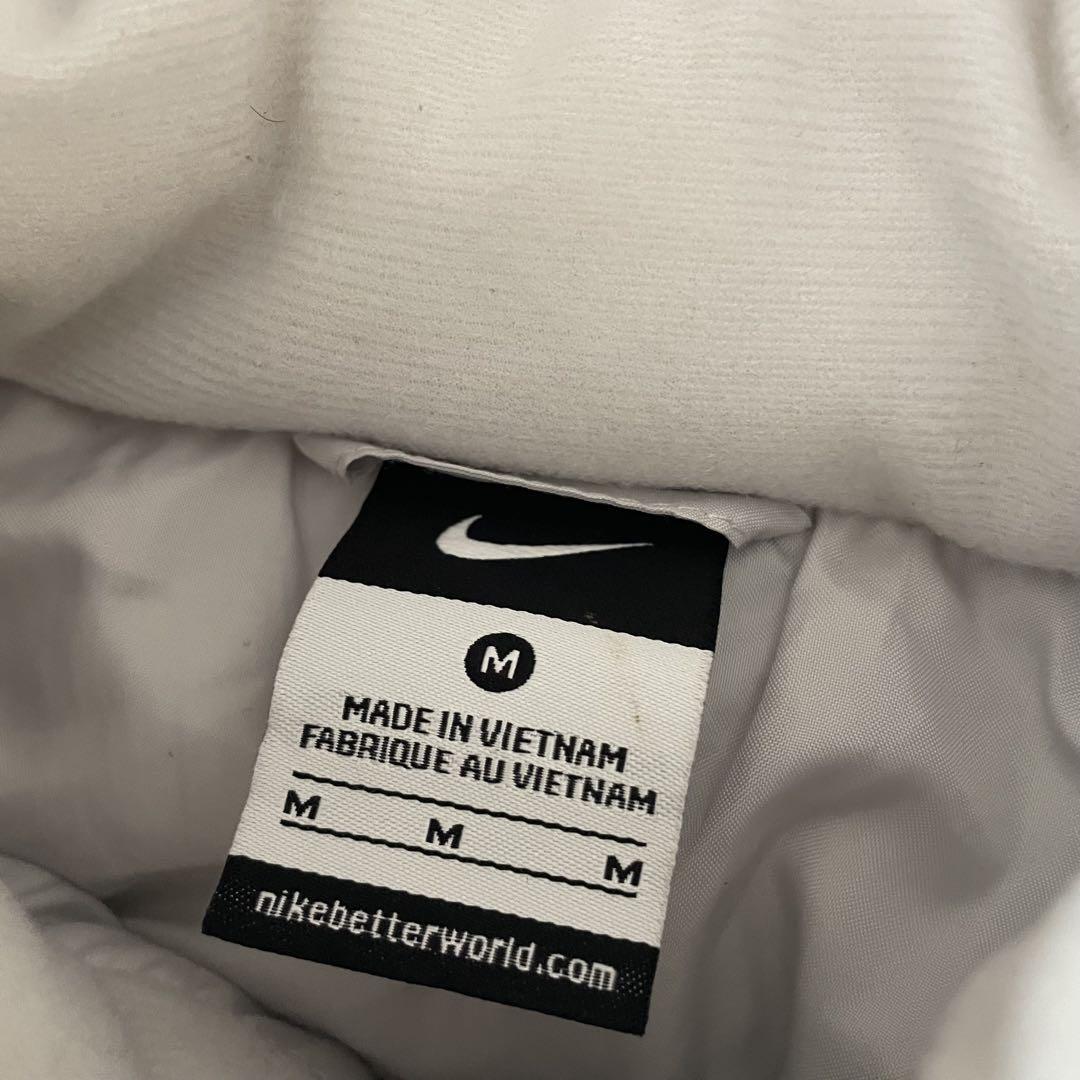 M
MADE IN VIETNAM
FABRIQUE AU VIETNAM
M M M
nikebetterworld.com